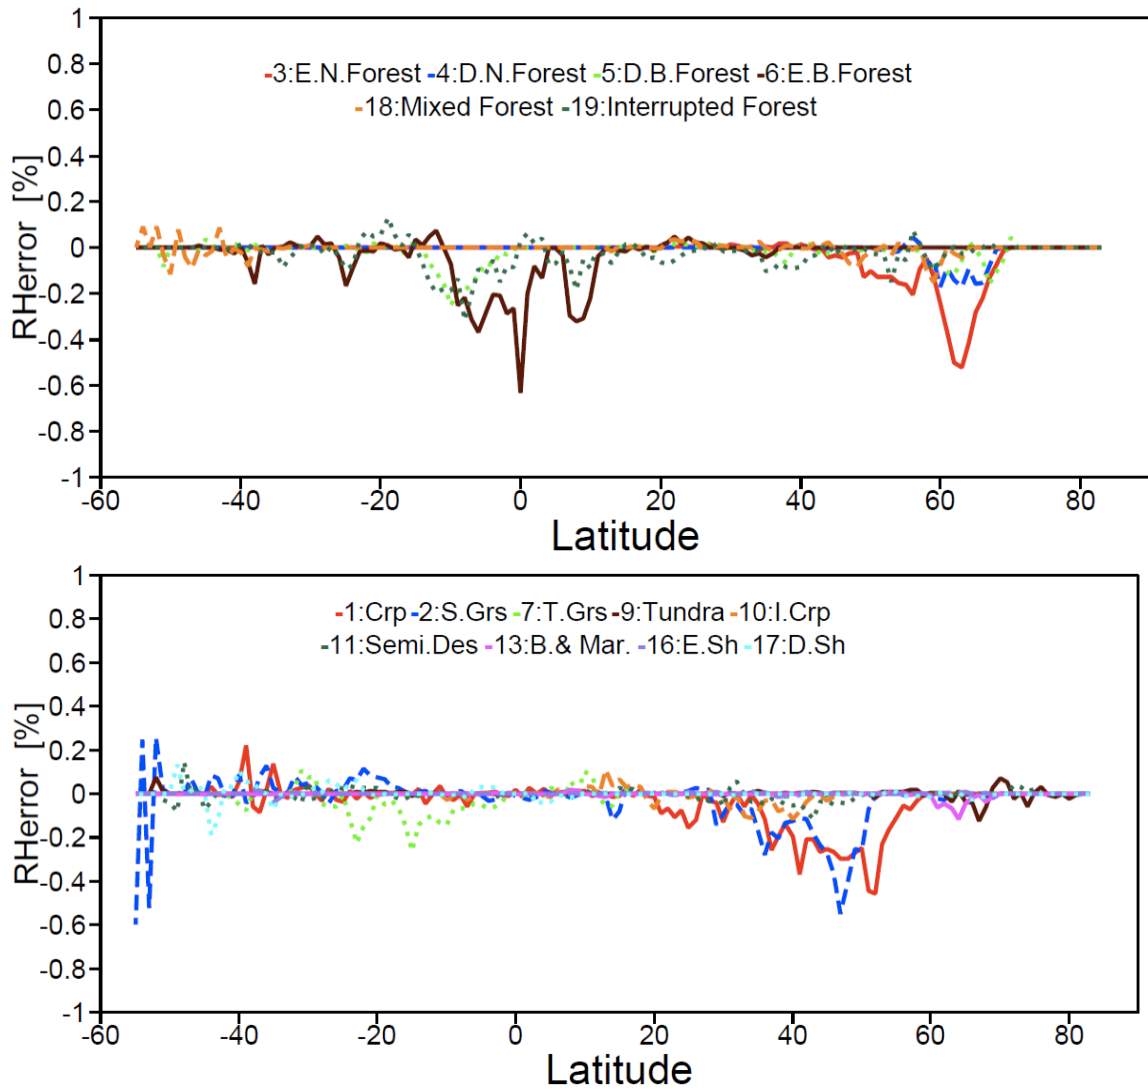 1
0.8
-3:E.N.Forest -4:D.N.Forest -5:D.B.Forest -6:E.B.Forest
0.6
-18:Mixed Forest -19:Interrupted Forest
0.4
0.2
0
-0.2
-0.4
-0.6
-0.8
-1
RHerror [%]
-60 -40 -20 0 20 40 60 80
Latitude
1
-1:Crp -2:S.Grs -7:T.Grs -9:Tundra -10:I.Crp
0.8
-11:Semi.Des -13:B.& Mar. -16:E.Sh -17:D.Sh
0.6
0.4
0.2
0
-0.2
-0.4
-0.6
-0.8
-1
RHerror [%]
-60 -40 -20 0 20 40 60 80
Latitude